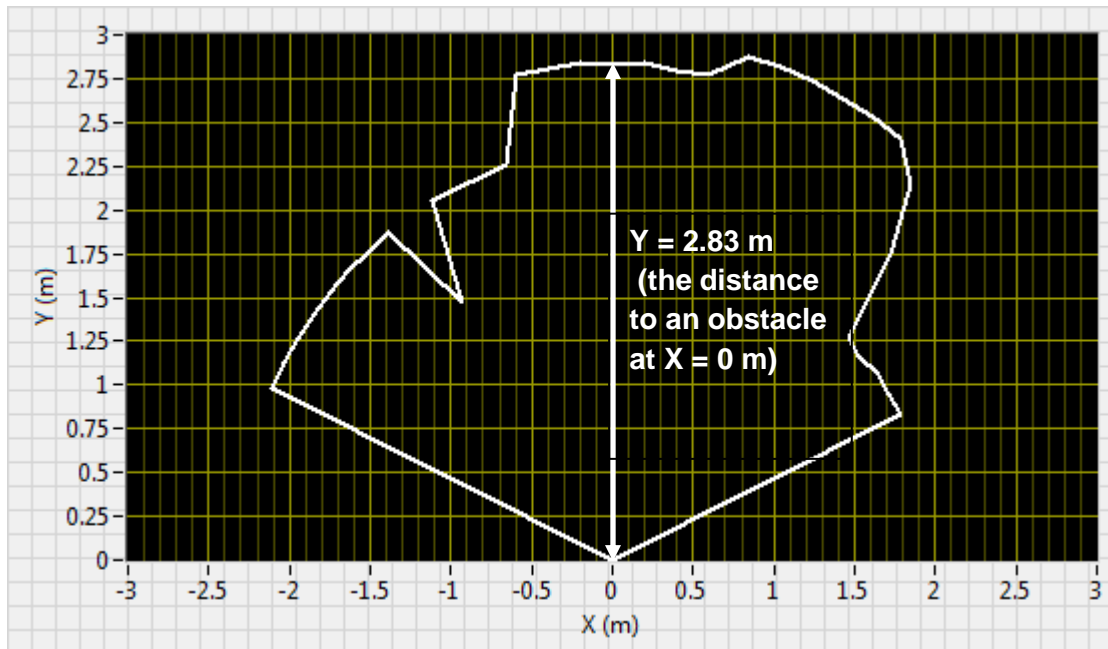 3
2.75
2.5
2.25
2
1.75
1.5
1.25
1
0.75
0.5
0.25
0
Y (m)
Y = 2.83 m
(the distance
to an obstacle
at X = 0 m)
-3 -2.5 -2 -1.5 -1 -0.5 0 0.5 1 1.5 2 2.5 3
X (m)